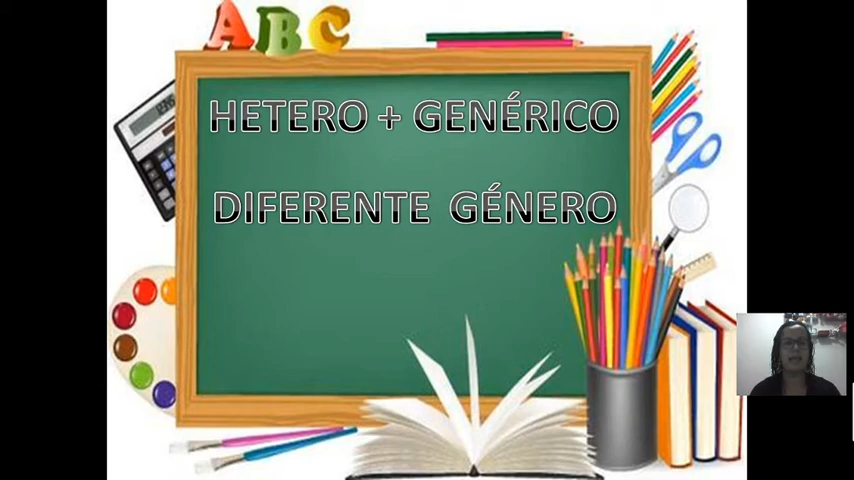 ABC
HETERO + GENÉRICO
DIFERENTE GÉNERO